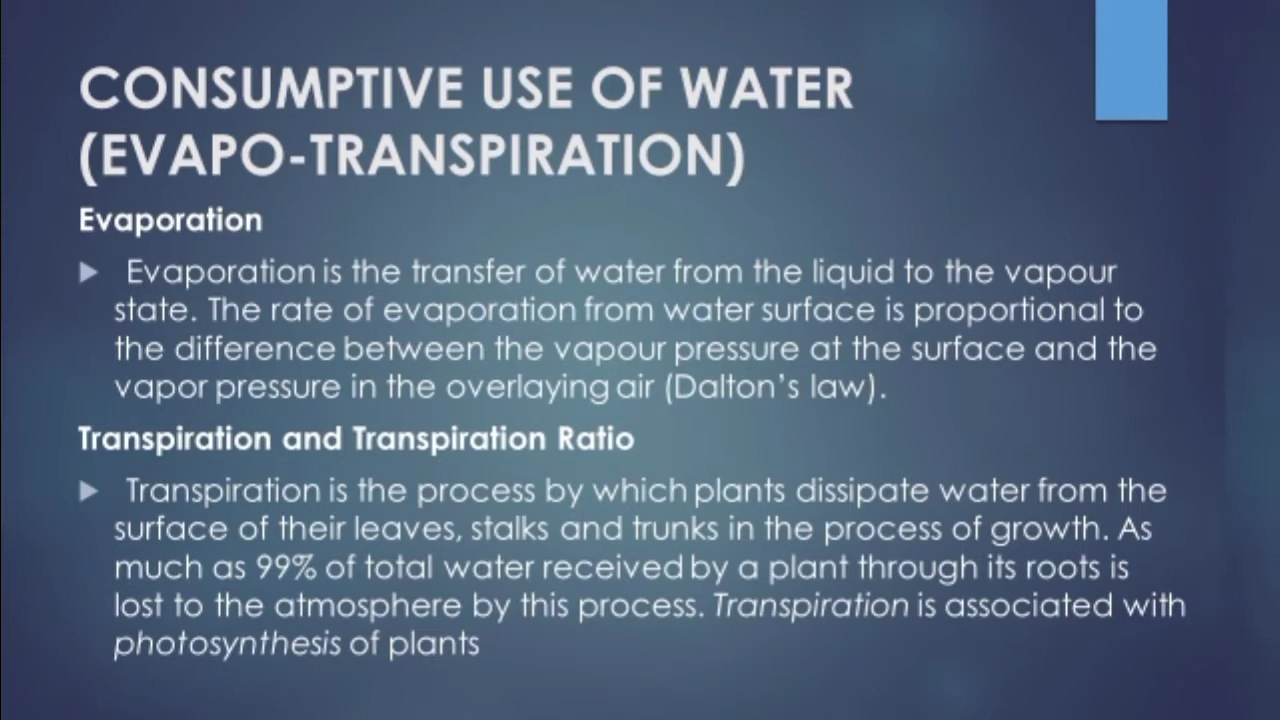 CONSUMPTIVE USE OF WATER
(EVAPO-TRANSPIRATION)
Evaporation
Evaporation is the transfer of water from the liquid to the vapour
state. The rate of evaporation from water surface is proportional to
the difference between the vapour pressure at the surface and the
vapor pressure in the overlaying air (Dalton's law).
Transpiration and Transpiration Ratio
Transpiration is the process by which plants dissipate water from the
surface of their leaves, stalks and trunks in the process of growth. As
much as 99% of total water received by a plant through its roots is
lost to the atmosphere by this process. Transpiration is associated with
photosynthesis of plants